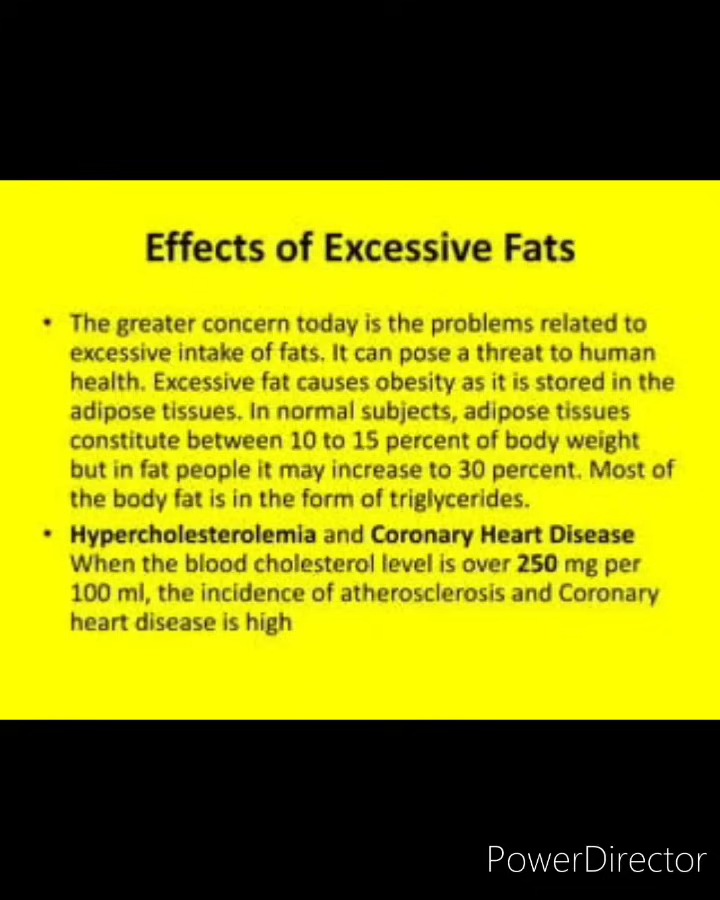 Effects of Excessive Fats
• The greater concern today is the problems related to
excessive intake of fats. It can pose a threat to human
health. Excessive fat causes obesity as it is stored in the
adipose tissues. In normal subjects, adipose tissues
constitute between 10 to 15 percent of body weight
but in fat people it may increase to 30 percent. Most of
the body fat is in the form of triglycerides.
• Hypercholesterolemia and Coronary Heart Disease
When the blood cholesterol level is over 250 mg per
100 ml, the incidence of atherosclerosis and Coronary
heart disease is high
PowerDirector